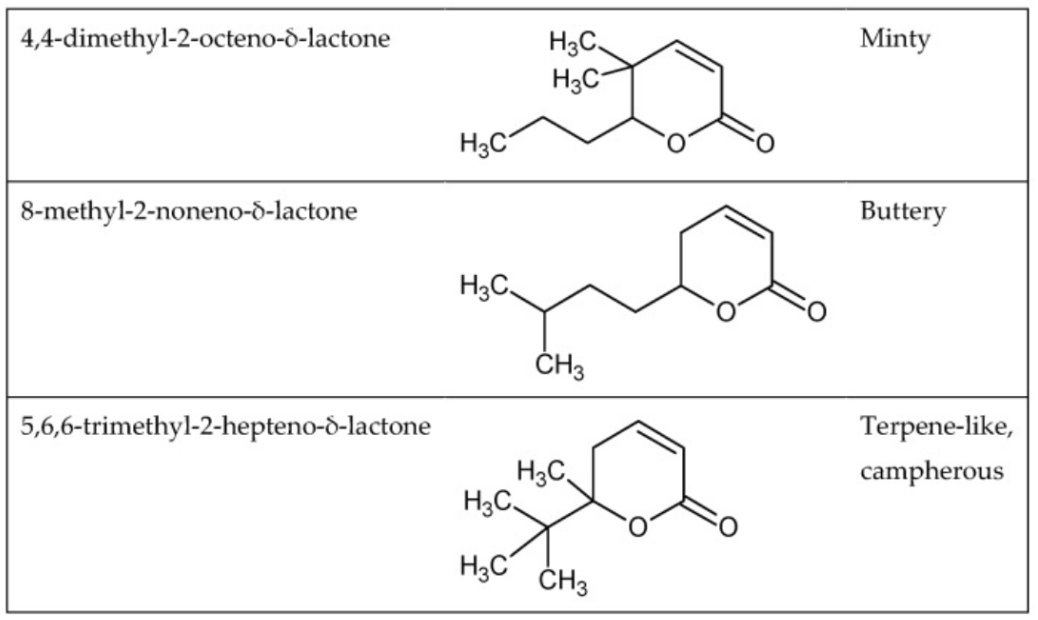 4,4-dimethyl-2-octeno-δ-lactone
H₃C
H₃C
H₃C
O
O
Minty
8-methyl-2-noneno-δ-lactone
H₃C
CH₃
O
O
Buttery
5,6,6-trimethyl-2-hepteno-δ-lactone
H₃C
H₃C
H₃C
CH₃
O
O
Terpene-like,
campherous